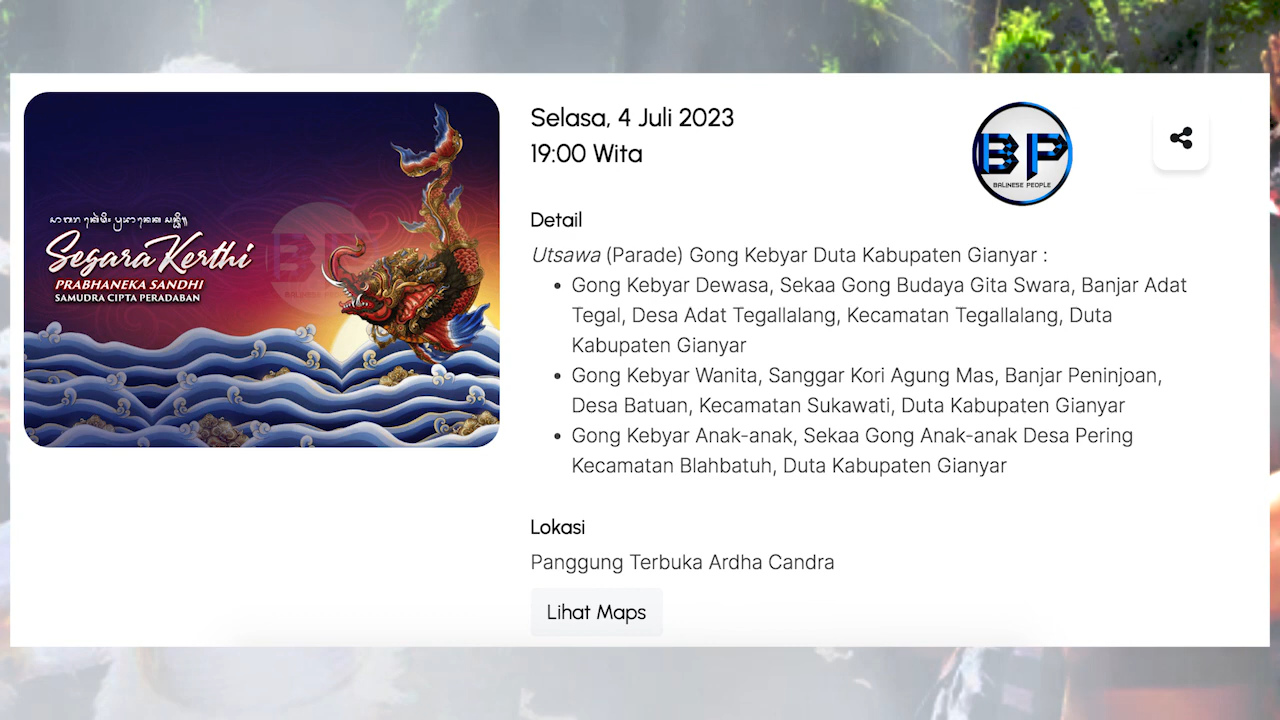 Segara Kerthi
PRABHANEKA SANDHI
SAMUDRA CIPTA PERADABAN
Selasa, 4 Juli 2023
19:00 Wita
BP
BALINESE PEOPLE
Detail
Utsawa (Parade) Gong Kebyar Duta Kabupaten Gianyar :
Gong Kebyar Dewasa, Sekaa Gong Budaya Gita Swara, Banjar Adat
Tegal, Desa Adat Tegallalang, Kecamatan Tegallalang, Duta
Kabupaten Gianyar
Gong Kebyar Wanita, Sanggar Kori Agung Mas, Banjar Peninjoan,
Desa Batuan, Kecamatan Sukawati, Duta Kabupaten Gianyar
Gong Kebyar Anak-anak, Sekaa Gong Anak-anak Desa Pering
Kecamatan Blahbatuh, Duta Kabupaten Gianyar
Lokasi
Panggung Terbuka Ardha Candra
Lihat Maps